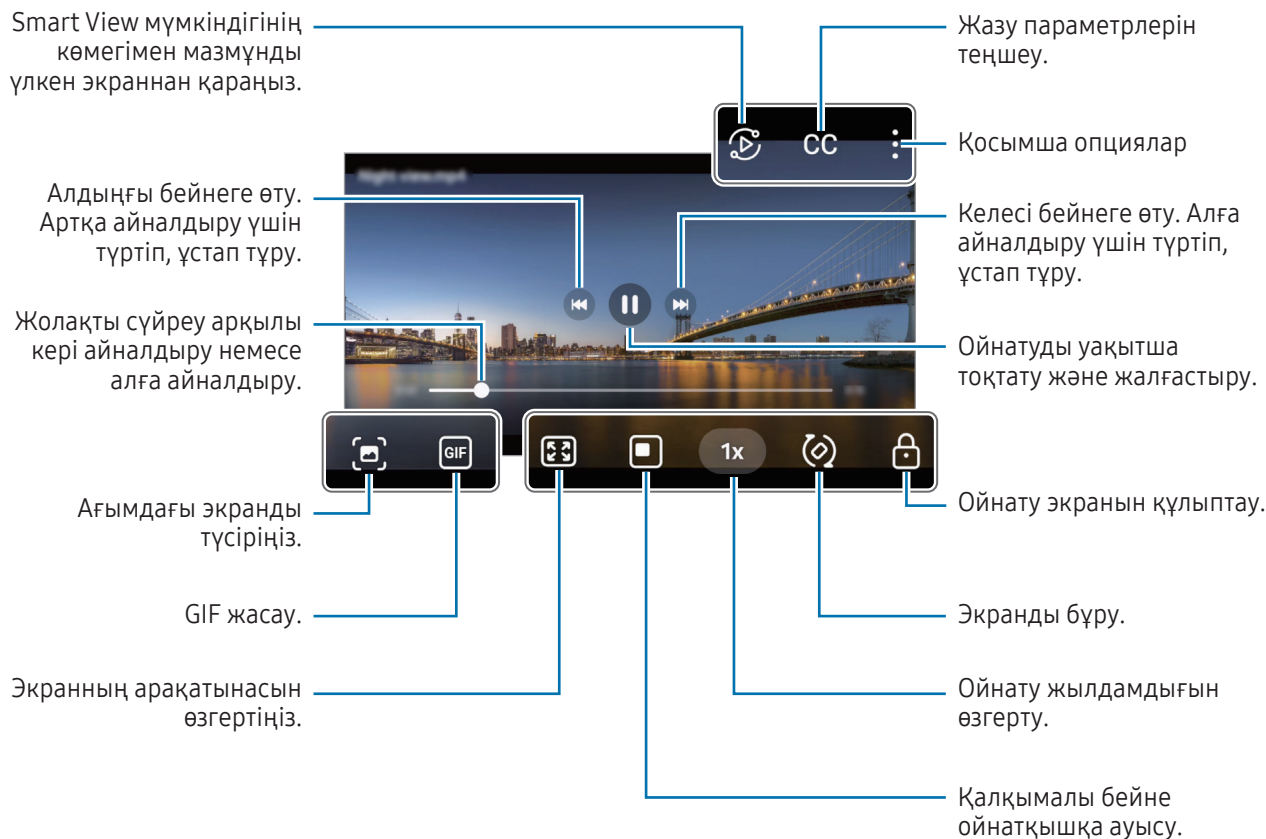 Smart View мүмкіндігінің
көмегімен мазмұнды
үлкен экраннан қараңыз.
Жазу параметрлерін
теңшеу.
CC
Қосымша опциялар
Night view.mp4
Алдыңғы бейнеге өту.
Артқа айналдыру үшін
түртіп, ұстап тұру.
Келесі бейнеге өту. Алға
айналдыру үшін түртіп,
ұстап тұру.
Жолақты сүйреу арқылы
кері айналдыру немесе
алға айналдыру.
Ойнатуды уақытша
тоқтату және жалғастыру.
GIF
1x
Ағымдағы экранды
түсіріңіз.
Ойнату экранын құлыптау.
GIF жасау.
Экранды бұру.
Экранның арақатынасын
өзгертіңіз.
Ойнату жылдамдығын
өзгерту.
Қалқымалы бейне
ойнатқышқа ауысу.